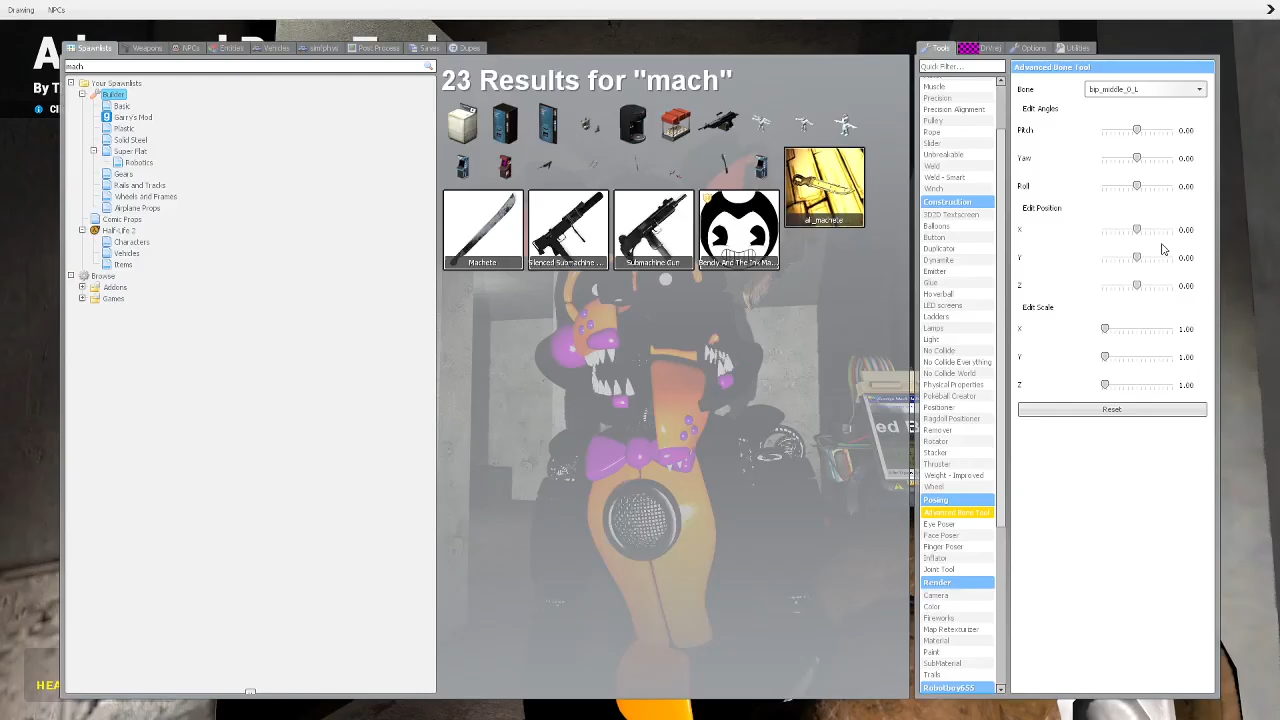 Drawing NPCs
A
By T
Cl
HEA
ed B
Spawnlists Weapons NPCs Entities Vehicles simfphys Post Process Saves Dupes
mach
Your Spawnlists
Builder
Basic
Garry's Mod
Plastic
Solid Steel
Super Flat
Robotics
Gears
Rails and Tracks
Wheels and Frames
Airplane Props
Comic Props
Half-Life 2
Characters
Vehicles
Items
Browse
Addons
Games
23 Results for "mach"
ali_machete
Machete
Silenced Submachine ...
Submachine Gun
Bendy And The Ink Ma...
Tools DrVrej Options Utilities
Quick Filter...
Muscle
Precision
Precision Alignment
Pulley
Rope
Slider
Unbreakable
Weld
Weld - Smart
Winch
Construction
3D2D Textscreen
Balloons
Button
Duplicator
Dynamite
Emitter
Glue
Hoverball
LED screens
Ladders
Lamps
Light
No Collide
No Collide Everything
No Collide World
Physical Properties
Pokeball Creator
Positioner
Ragdoll Positioner
Remover
Rotator
Stacker
Thruster
Weight - Improved
Wheel
Posing
Advanced Bone Tool
Eye Poser
Face Poser
Finger Poser
Inflator
Joint Tool
Render
Camera
Color
Fireworks
Map Retexturizer
Material
Paint
SubMaterial
Trails
Robotboy655
Advanced Bone Tool
Bone bip_middle_0_L
Edit Angles
Pitch 0.00
Yaw 0.00
Roll 0.00
Edit Position
X 0.00
Y 0.00
Z 0.00
Edit Scale
X 1.00
Y 1.00
Z 1.00
Reset